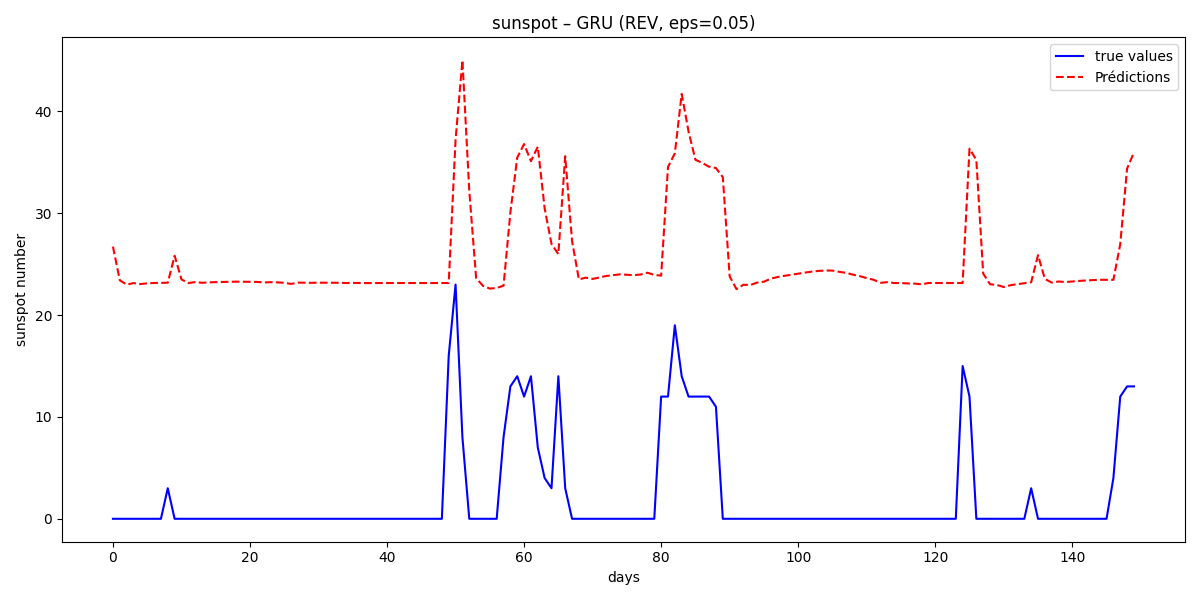 sunspot – GRU (REV, eps=0.05)
true values
Prédictions
sunspot number
40
30
20
10
0
0 20 40 60 80 100 120 140
days